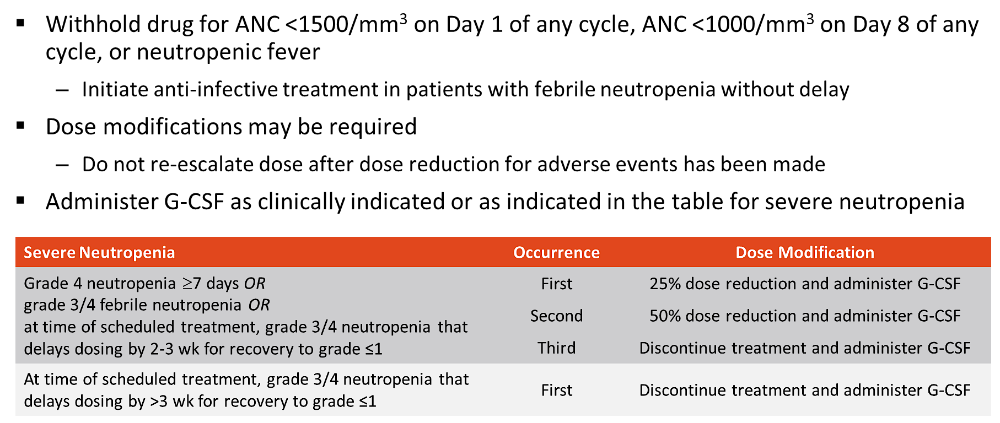 ▪ Withhold drug for ANC <1500/mm³ on Day 1 of any cycle, ANC <1000/mm³ on Day 8 of any
cycle, or neutropenic fever
– Initiate anti-infective treatment in patients with febrile neutropenia without delay
▪ Dose modifications may be required
– Do not re-escalate dose after dose reduction for adverse events has been made
▪ Administer G-CSF as clinically indicated or as indicated in the table for severe neutropenia
Severe Neutropenia Occurrence Dose Modification
Grade 4 neutropenia ≥7 days OR
grade 3/4 febrile neutropenia OR
at time of scheduled treatment, grade 3/4 neutropenia that
delays dosing by 2-3 wk for recovery to grade ≤1
First 25% dose reduction and administer G-CSF
Second 50% dose reduction and administer G-CSF
Third Discontinue treatment and administer G-CSF
At time of scheduled treatment, grade 3/4 neutropenia that
delays dosing by >3 wk for recovery to grade ≤1
First Discontinue treatment and administer G-CSF